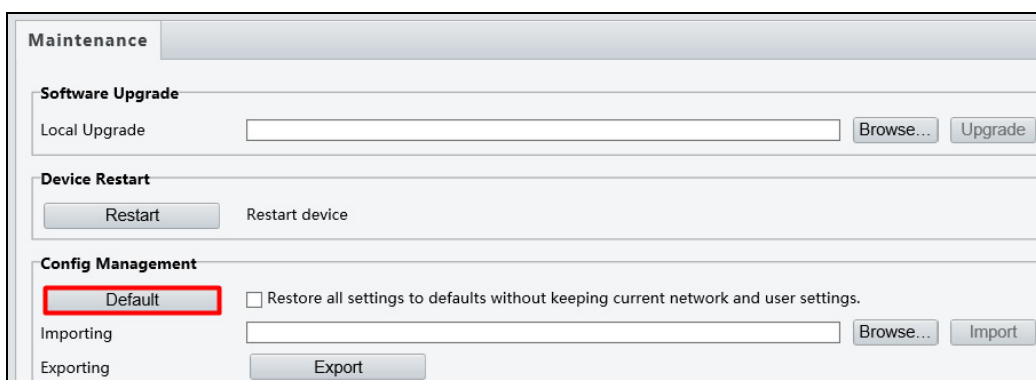 Maintenance
Software Upgrade
Local Upgrade Browse... Upgrade
Device Restart
Restart Restart device
Config Management
Default Restore all settings to defaults without keeping current network and user settings.
Importing Browse... Import
Exporting Export